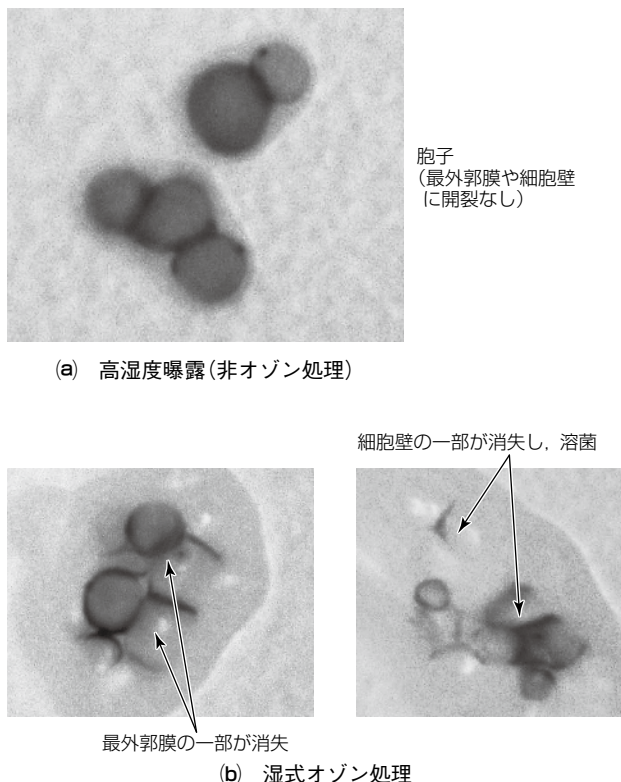 胞子
（最外郭膜や細胞壁
に開裂なし）
(a) 高湿度曝露（非オゾン処理）
細胞壁の一部が消失し，溶菌
最外郭膜の一部が消失
(b) 湿式オゾン処理